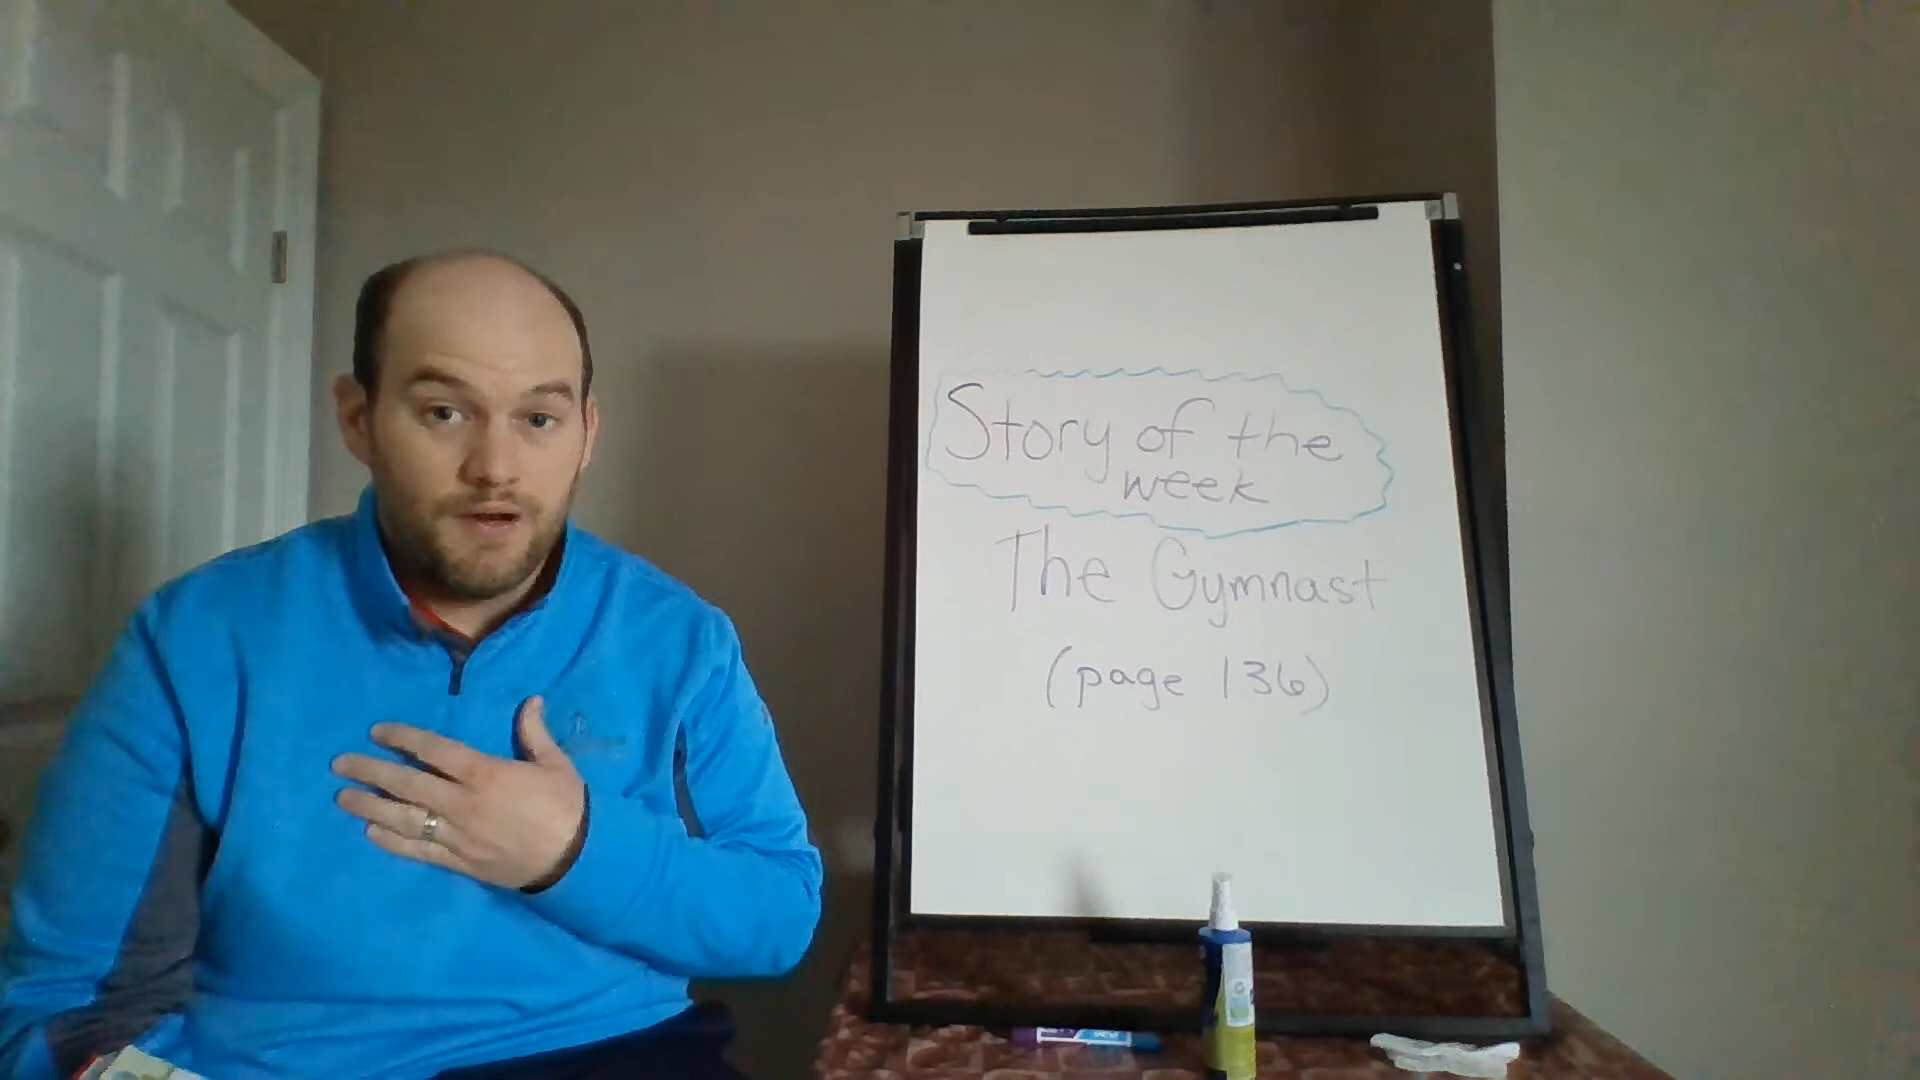 Story of the
week
The Gymnast
(page 136)